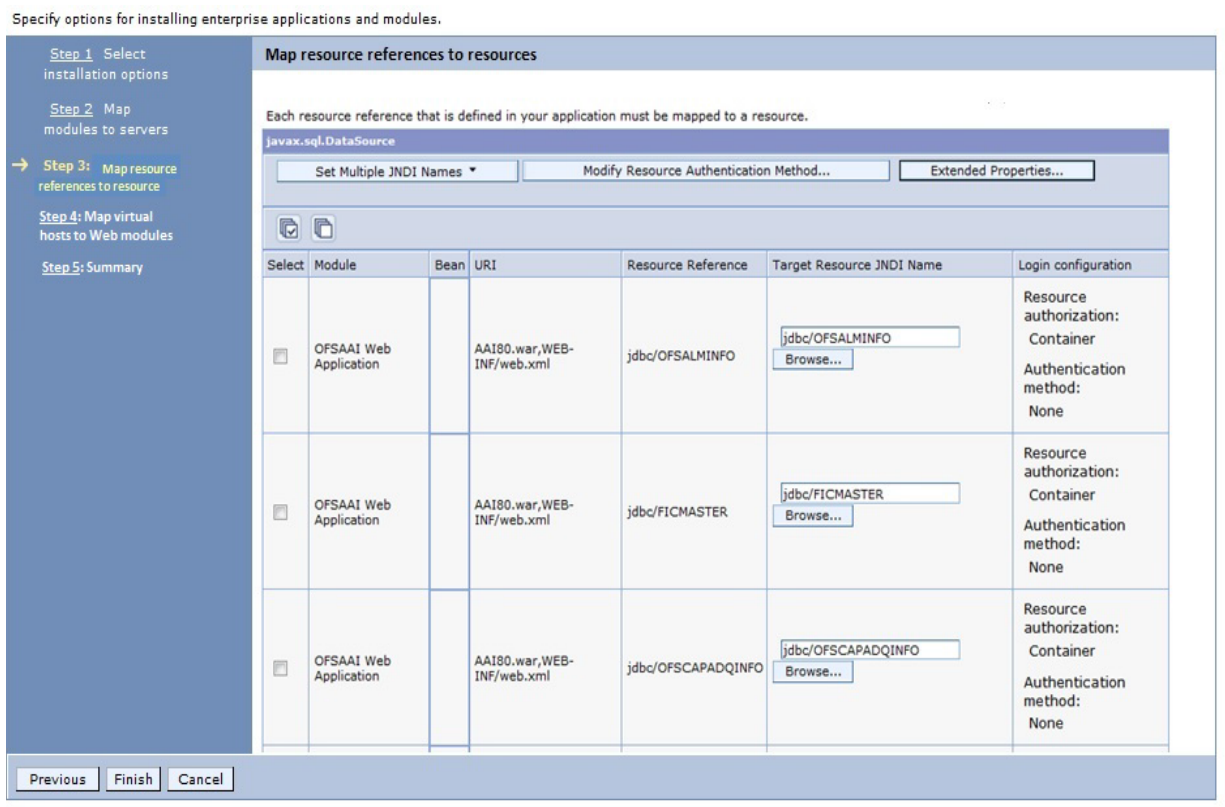 Specify options for installing enterprise applications and modules.
Step 1 Select
installation options
Step 2 Map
modules to servers
Step 3: Map resource
references to resource
Step 4: Map virtual
hosts to Web modules
Step 5: Summary
Map resource references to resources
Each resource reference that is defined in your application must be mapped to a resource.
javax.sql.DataSource
Set Multiple JNDI Names
Modify Resource Authentication Method...
Extended Properties...
Select Module Bean URI Resource Reference Target Resource JNDI Name Login configuration
OFSAAI Web
Application
AAI80.war,WEB-
INF/web.xml
jdbc/OFSALMINFO
jdbc/OFSALMINFO
Browse...
Resource
authorization:
Container
Authentication
method:
None
OFSAAI Web
Application
AAI80.war,WEB-
INF/web.xml
jdbc/FICMASTER
jdbc/FICMASTER
Browse...
Resource
authorization:
Container
Authentication
method:
None
OFSAAI Web
Application
AAI80.war,WEB-
INF/web.xml
jdbc/OFSCAPADQINFO
jdbc/OFSCAPADQINFO
Browse...
Resource
authorization:
Container
Authentication
method:
None
Previous Finish Cancel